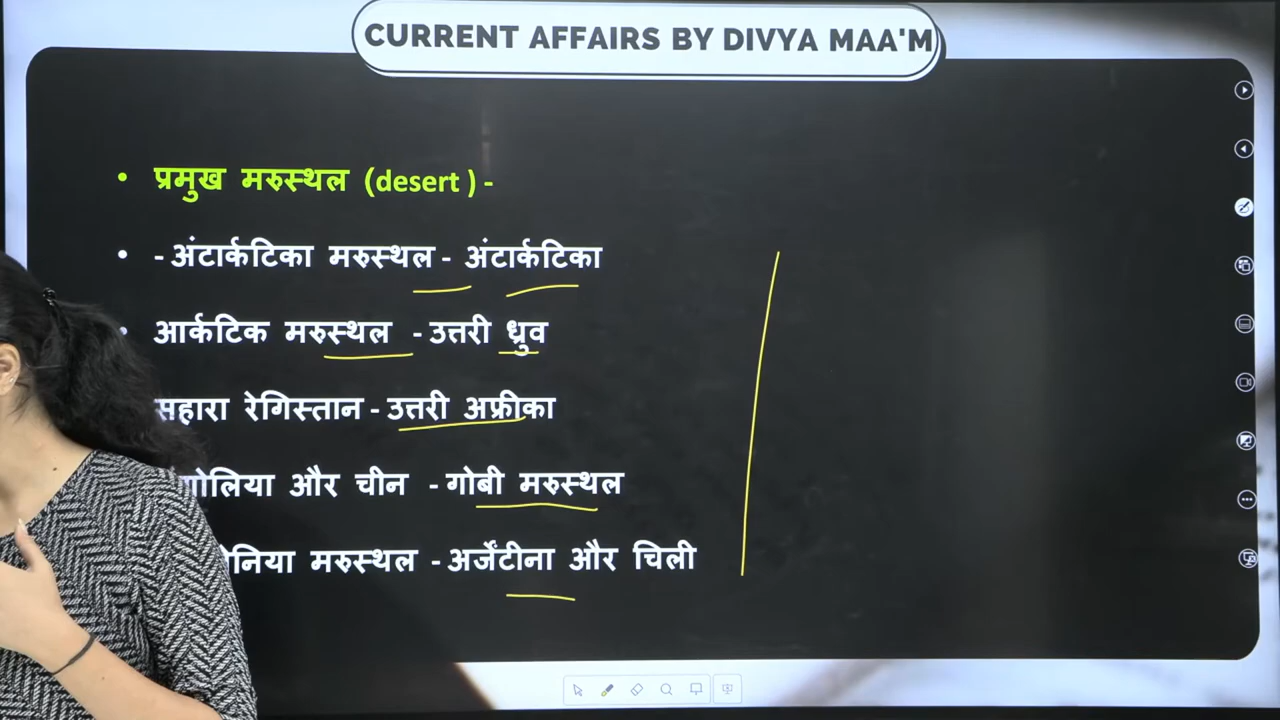 CURRENT AFFAIRS BY DIVYA MAA'M
• प्रमुख मरुस्थल (desert ) -
• - अंटार्कटिका मरुस्थल - अंटार्कटिका
• आर्कटिक मरुस्थल - उत्तरी ध्रुव
सहारा रेगिस्तान - उत्तरी अफ्रीका
और चीन - गोबी मरुस्थल
मरुस्थल - अर्जेंटीना और चिली